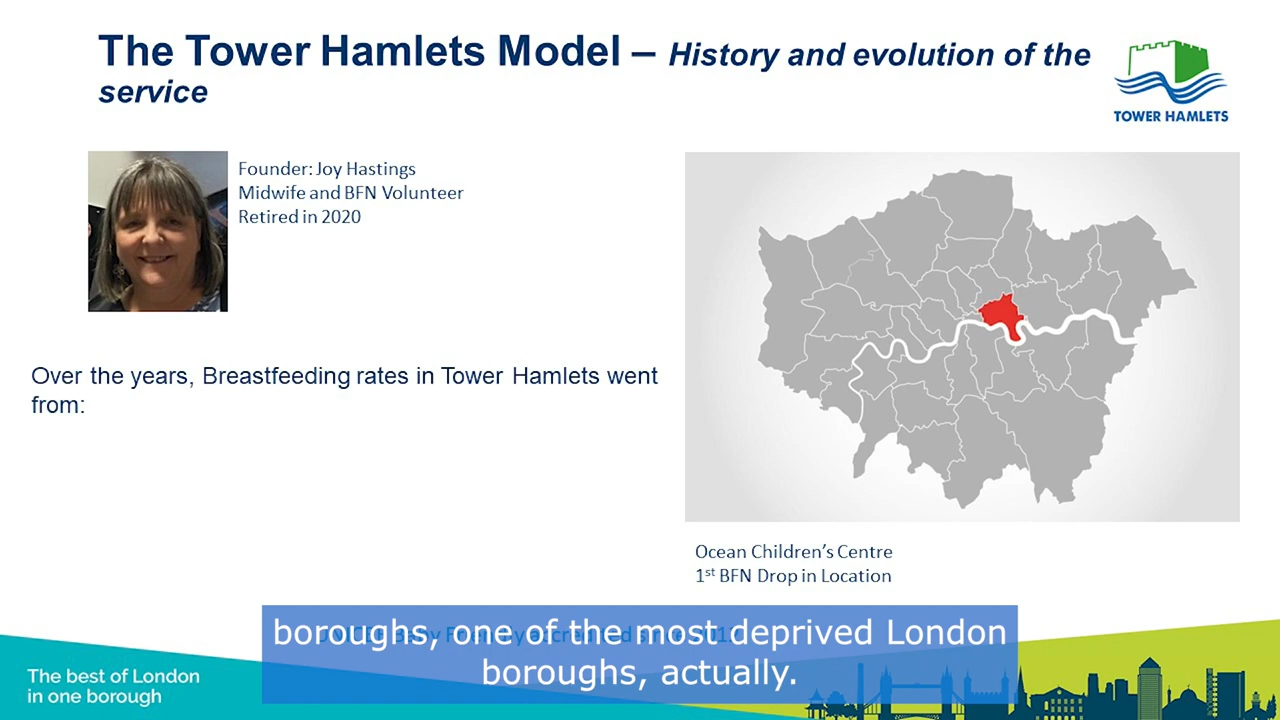 The Tower Hamlets Model – History and evolution of the
service
TOWER HAMLETS
Founder: Joy Hastings
Midwife and BFN Volunteer
Retired in 2020
Over the years, Breastfeeding rates in Tower Hamlets went
from:
Ocean Children’s Centre
1st BFN Drop in Location
boroughs, one of the most deprived London
boroughs, actually.
The best of London
in one borough